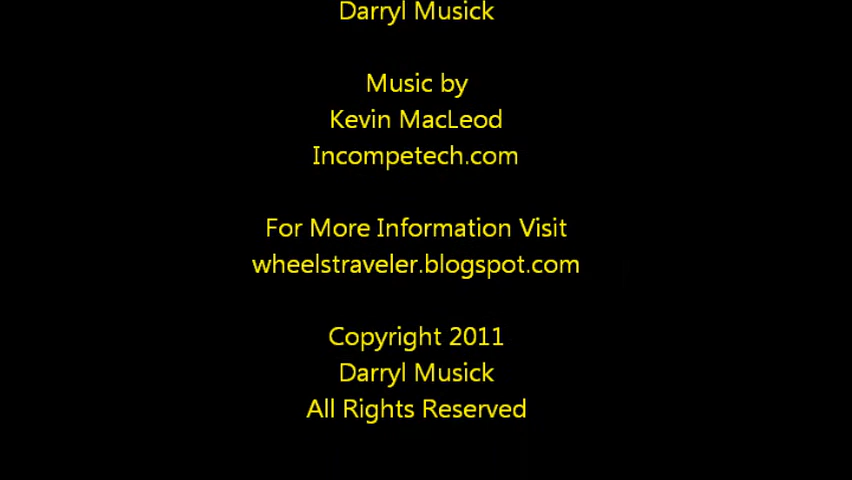 Darryl Musick
Music by
Kevin MacLeod
Incompetech.com
For More Information Visit
wheelstraveler.blogspot.com
Copyright 2011
Darryl Musick
All Rights Reserved